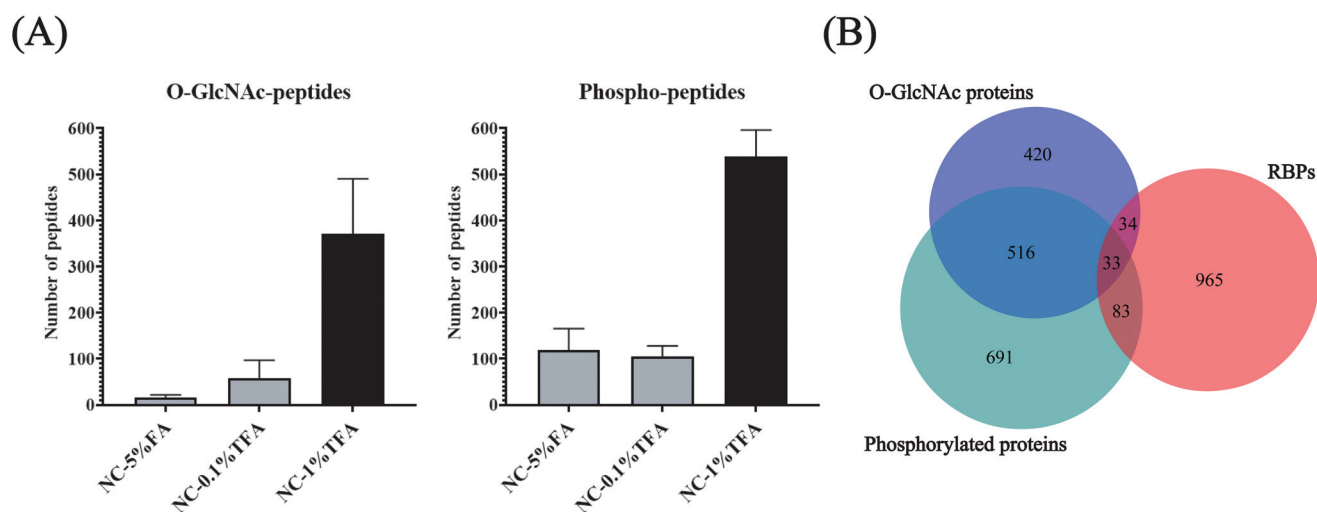 (A)
(B)
O-GlcNAc-peptides
Number of peptides
600
500
400
300
200
100
0
NC-5%FA
NC-0.1%TFA
NC-1%TFA
Phospho-peptides
Number of peptides
600
500
400
300
200
100
0
NC-5%FA
NC-0.1%TFA
NC-1%TFA
O-GlcNAc proteins
420
RBPs
34
516
33
965
83
691
Phosphorylated proteins